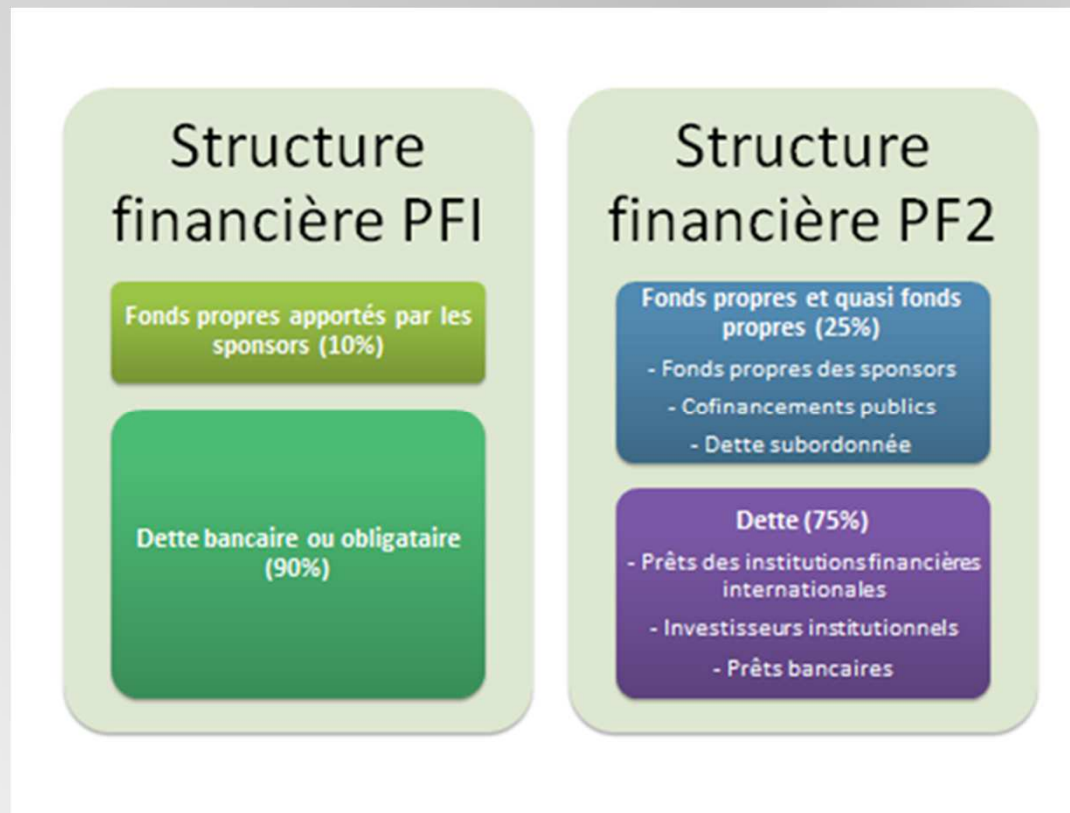 Structure
financière PFI
Fonds propres apportés par les
sponsors (10%)
Dette bancaire ou obligataire
(90%)
Structure
financière PF2
Fonds propres et quasi fonds
propres (25%)
- Fonds propres des sponsors
- Cofinancements publics
- Dette subordonnée
Dette (75%)
- Prêts des institutions financières
internationales
- Investisseurs institutionnels
- Prêts bancaires